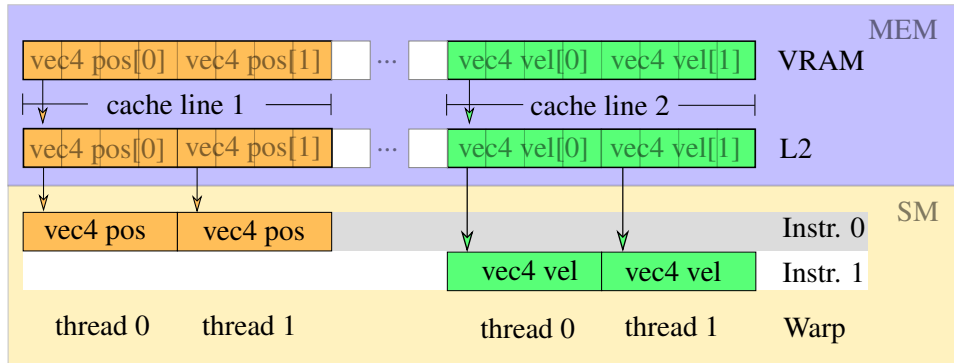 MEM
vec4 pos[0] vec4 pos[1] ... vec4 vel[0] vec4 vel[1] VRAM
cache line 1 cache line 2
vec4 pos[0] vec4 pos[1] ... vec4 vel[0] vec4 vel[1] L2
SM
vec4 pos vec4 pos Instr. 0
vec4 vel vec4 vel Instr. 1
thread 0 thread 1 thread 0 thread 1 Warp